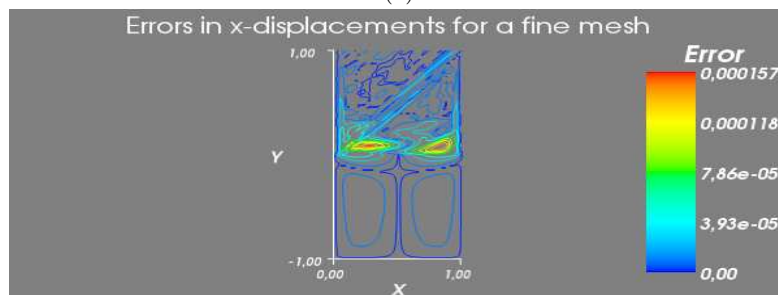 Errors in x-displacements for a fine mesh
1,00
Y
-1,00
0,00
1,00
X
Error
0,000157
0,000118
7,86e-05
3,93e-05
0,00